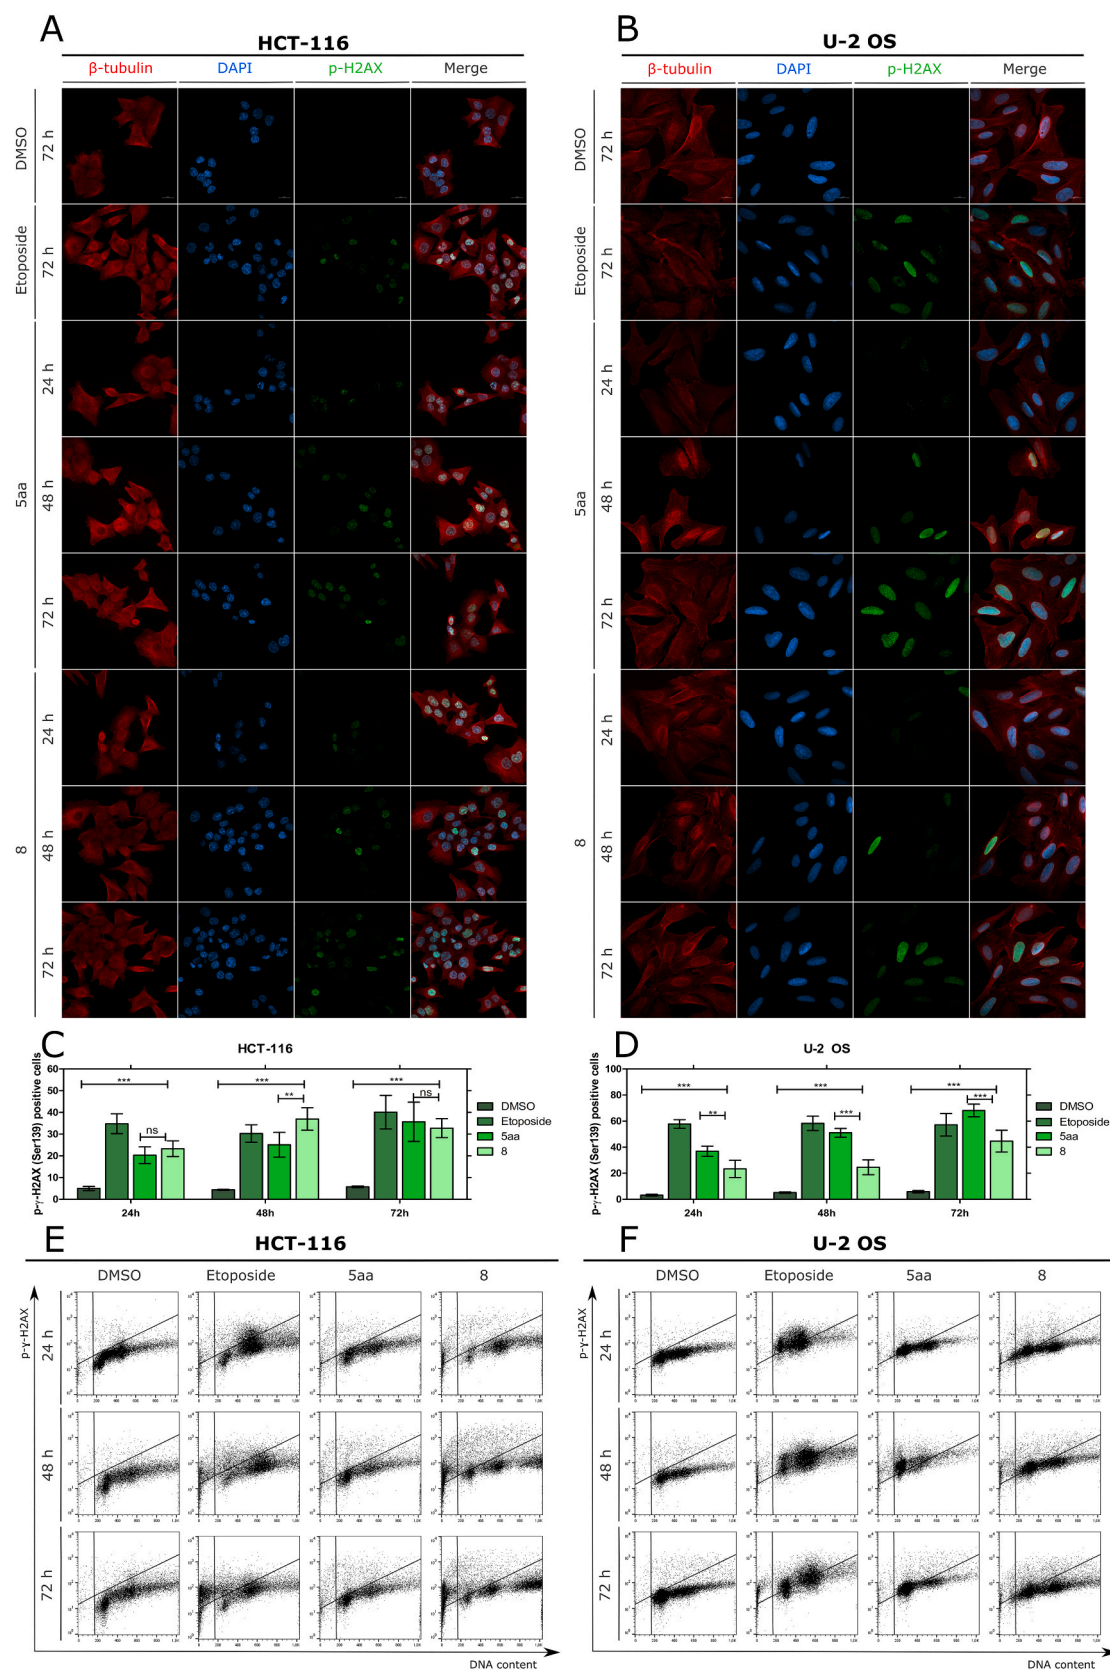 A
HCT-116
β-tubulin DAPI p-H2AX Merge
DMSO
72 h
Etoposide
72 h
5aa
24 h
48 h
72 h
8
24 h
48 h
72 h
B
U-2 OS
β-tubulin DAPI p-H2AX Merge
DMSO
72 h
Etoposide
72 h
5aa
24 h
48 h
72 h
8
24 h
48 h
72 h
C
HCT-116
p-γ-H2AX (Ser139) positive cells
60
50
40
30
20
10
0
*** *** ***
ns ** ns
24h 48h 72h
DMSO
Etoposide
5aa
8
D
U-2 OS
p-γ-H2AX (Ser139) positive cells
100
80
60
40
20
0
*** *** ***
** *** ***
24h 48h 72h
DMSO
Etoposide
5aa
8
E
HCT-116
DMSO Etoposide 5aa 8
p-γ-H2AX
24 h
48 h
72 h
DNA content
F
U-2 OS
DMSO Etoposide 5aa 8
p-γ-H2AX
24 h
48 h
72 h
DNA content